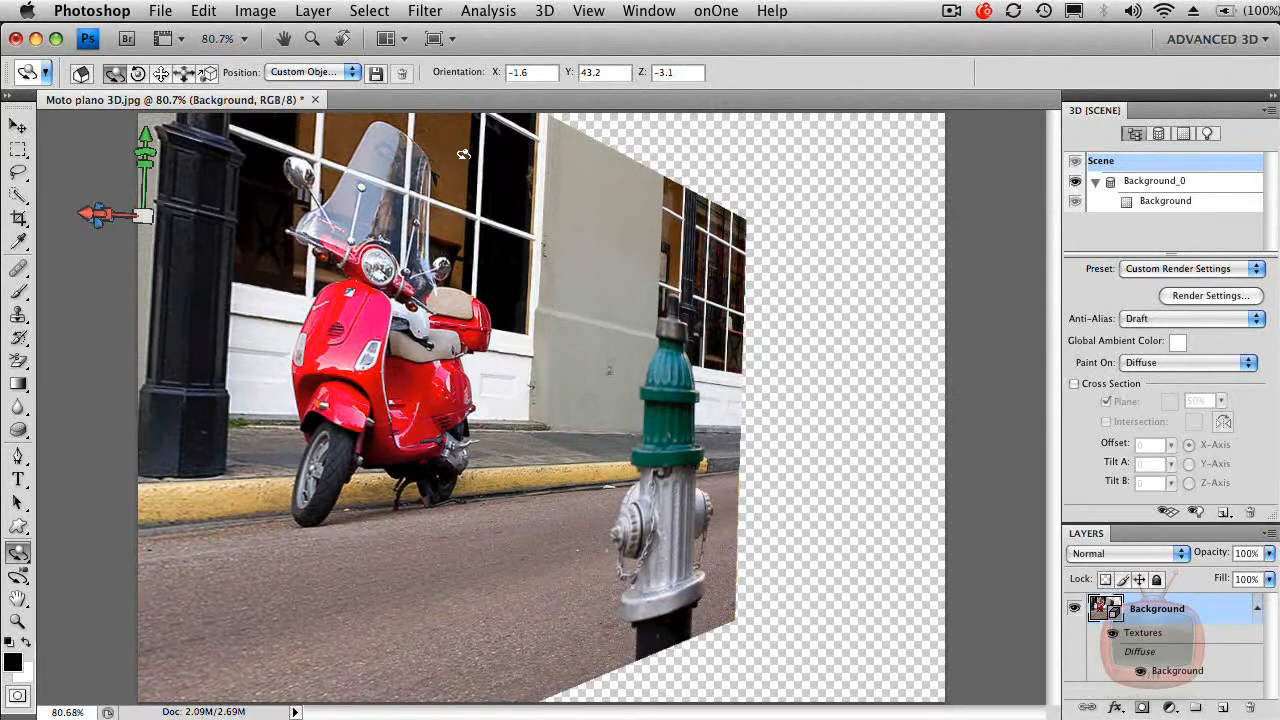 Photoshop File Edit Image Layer Select Filter Analysis 3D View Window onOne Help (100%
Ps Br 80.7% ADVANCED 3D
Position: Custom Obje... Orientation: X: -1.6 Y: 43.2 Z: -3.1
Moto plano 3D.jpg @ 80.7% (Background, RGB/8) *
3D {SCENE}
Scene
Background_0
Background
Preset: Custom Render Settings
Render Settings...
Anti-Alias: Draft
Global Ambient Color:
Paint On: Diffuse
Cross Section
Plane: 50%
Intersection:
Offset: 0 X-Axis
Tilt A: 0 Y-Axis
Tilt B: 0 Z-Axis
LAYERS
Normal Opacity: 100%
Lock: Fill: 100%
Background
Textures
Diffuse
Background
T
fx
80.68% Doc: 2.09M/2.69M